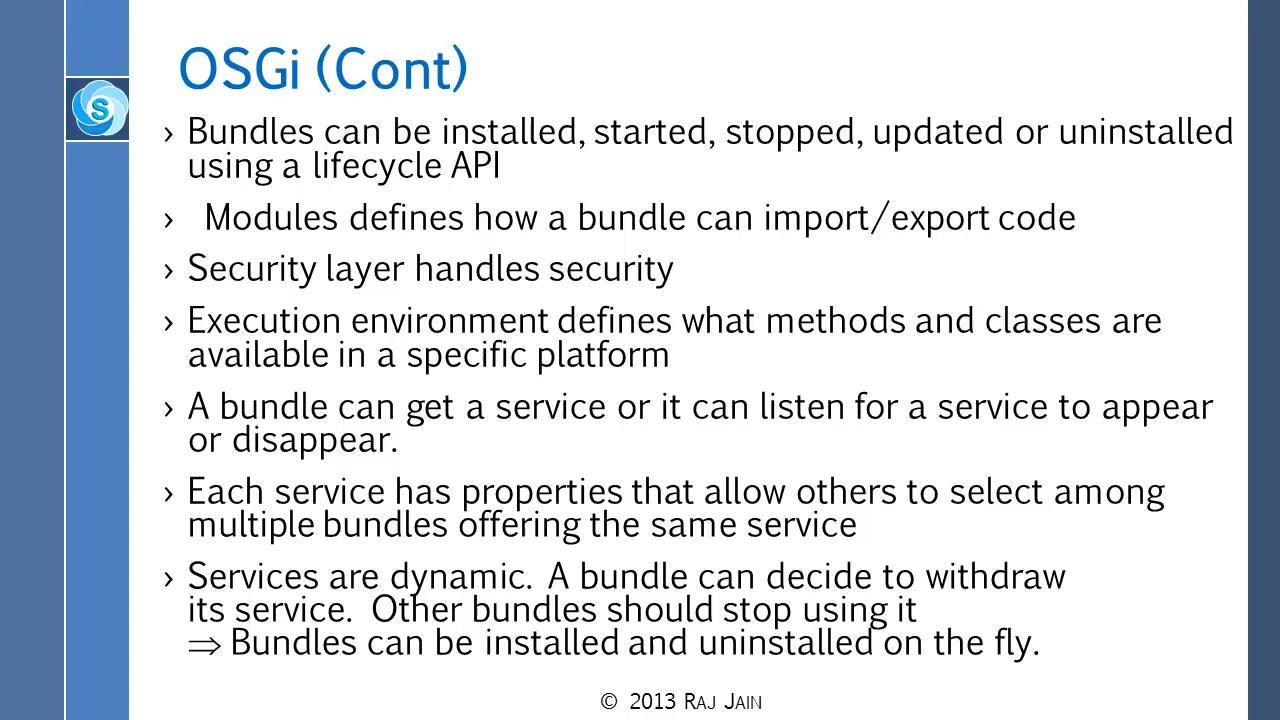 OSGi (Cont)
S
› Bundles can be installed, started, stopped, updated or uninstalled
using a lifecycle API
› Modules defines how a bundle can import/export code
› Security layer handles security
› Execution environment defines what methods and classes are
available in a specific platform
› A bundle can get a service or it can listen for a service to appear
or disappear.
› Each service has properties that allow others to select among
multiple bundles offering the same service
› Services are dynamic. A bundle can decide to withdraw
its service. Other bundles should stop using it
⇒ Bundles can be installed and uninstalled on the fly.
© 2013 RAJ JAIN